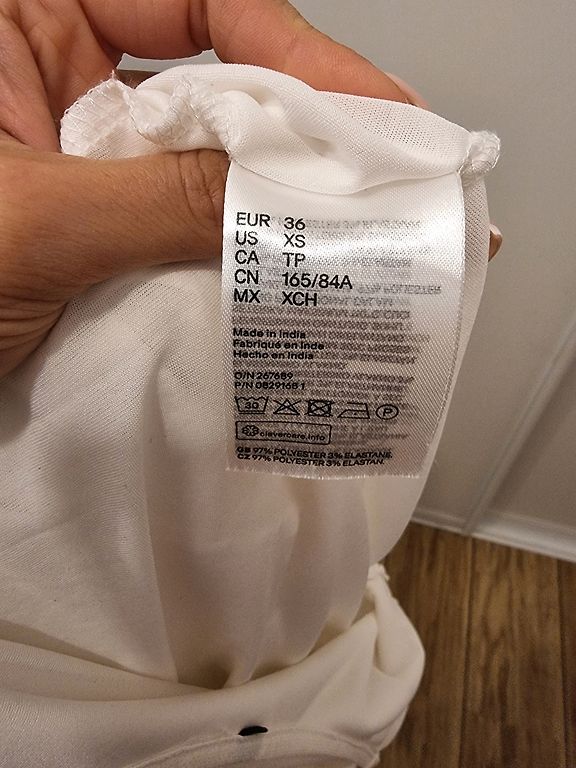 EUR 36
US XS
CA TP
CN 165/84A
MX XCH
Made in India
Fabriqué en Inde
Hecho en India
O/N 267689
P/N 0829168 1
30 P
clevercare.info
GB 97% POLYESTER 3% ELASTANE.
CZ 97% POLYESTER 3% ELASTAN.